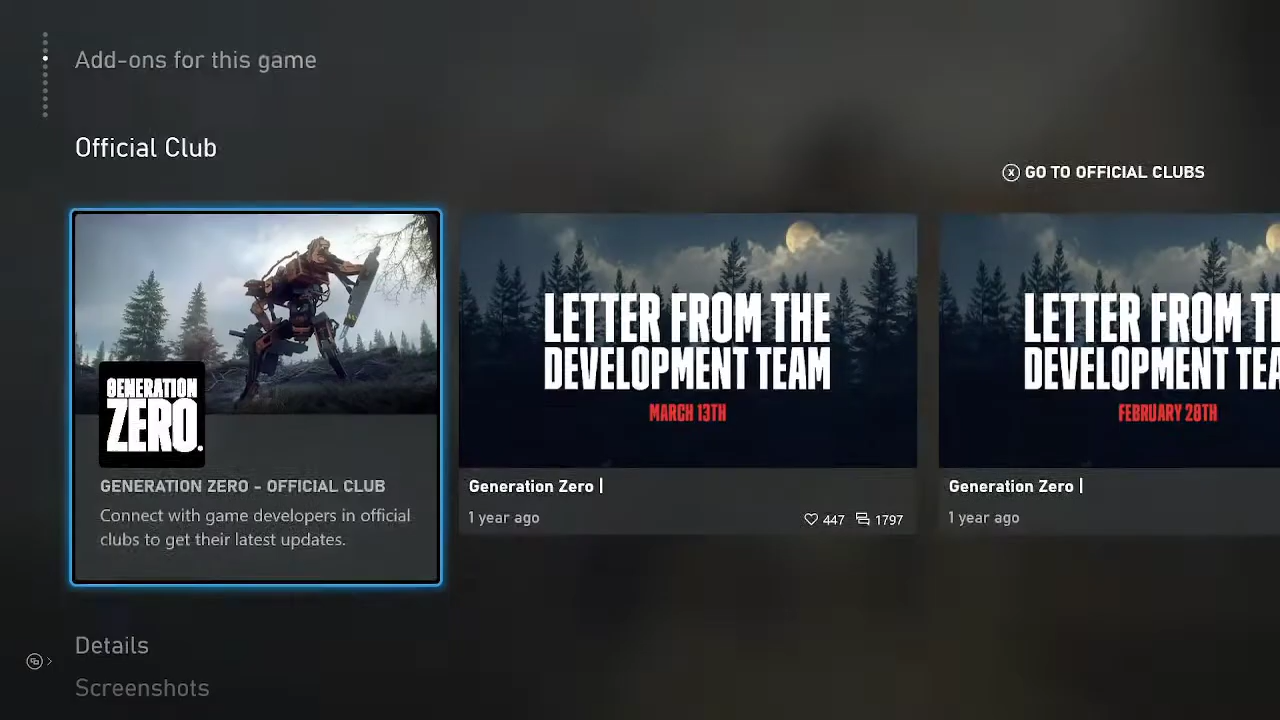 Add-ons for this game
Official Club
X GO TO OFFICIAL CLUBS
GENERATION
ZERO.
GENERATION ZERO - OFFICIAL CLUB
Connect with game developers in official
clubs to get their latest updates.
LETTER FROM THE
DEVELOPMENT TEAM
MARCH 13TH
Generation Zero |
1 year ago
447 1797
LETTER FROM T
DEVELOPMENT TEA
FEBRUARY 28TH
Generation Zero |
1 year ago
Details
Screenshots